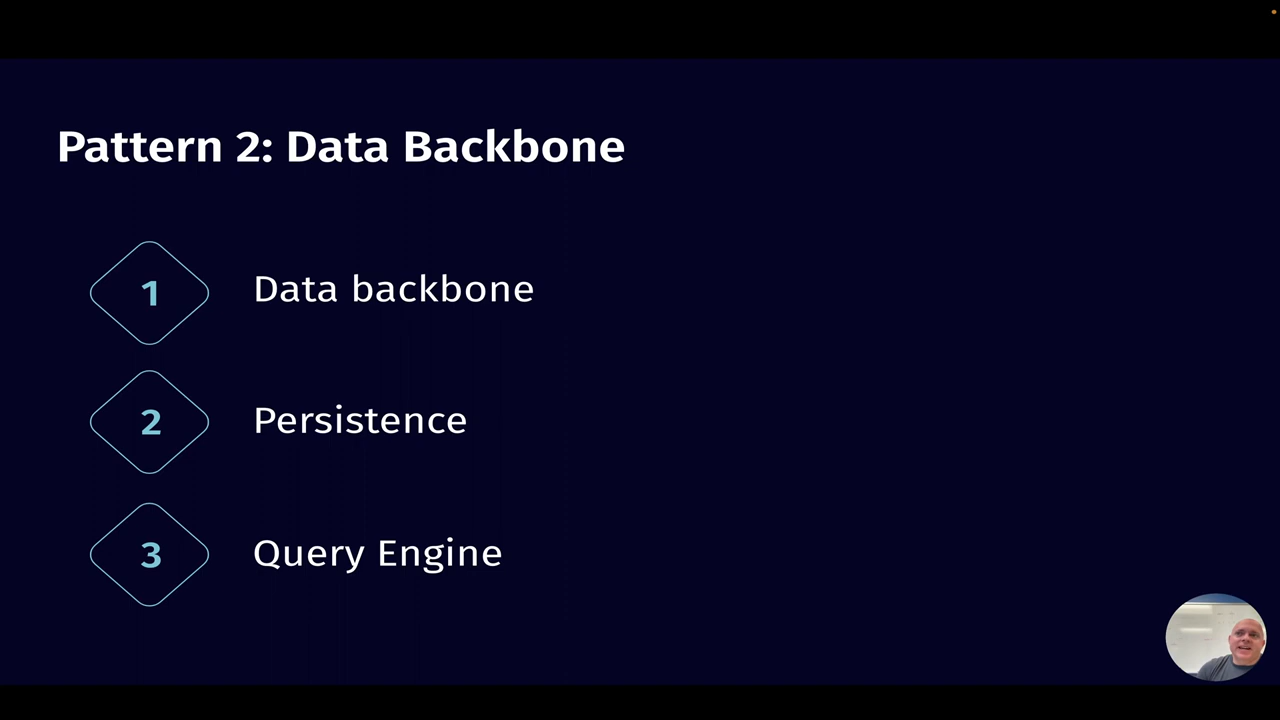 Pattern 2: Data Backbone
1 Data backbone
2 Persistence
3 Query Engine